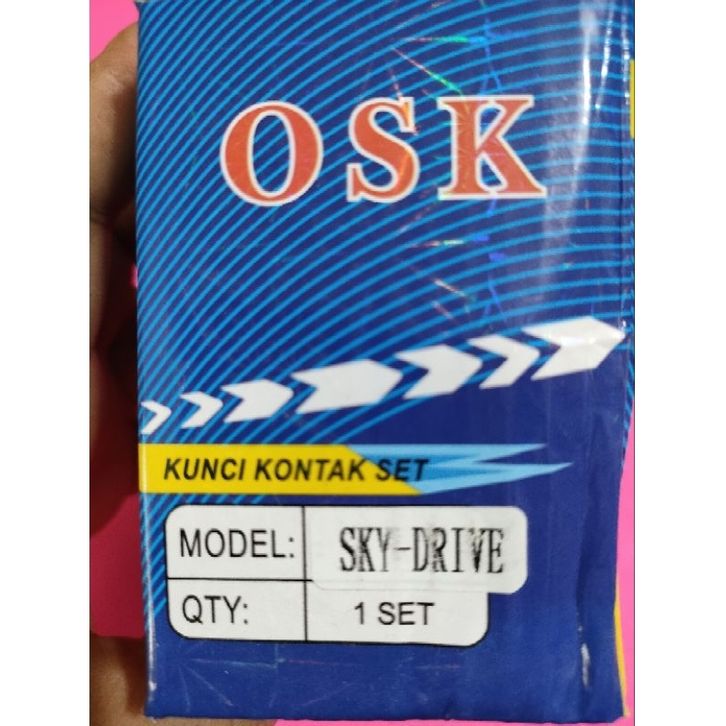 OSK
KUNCI KONTAK SET
MODEL: SKY-DRIVE
QTY: 1 SET